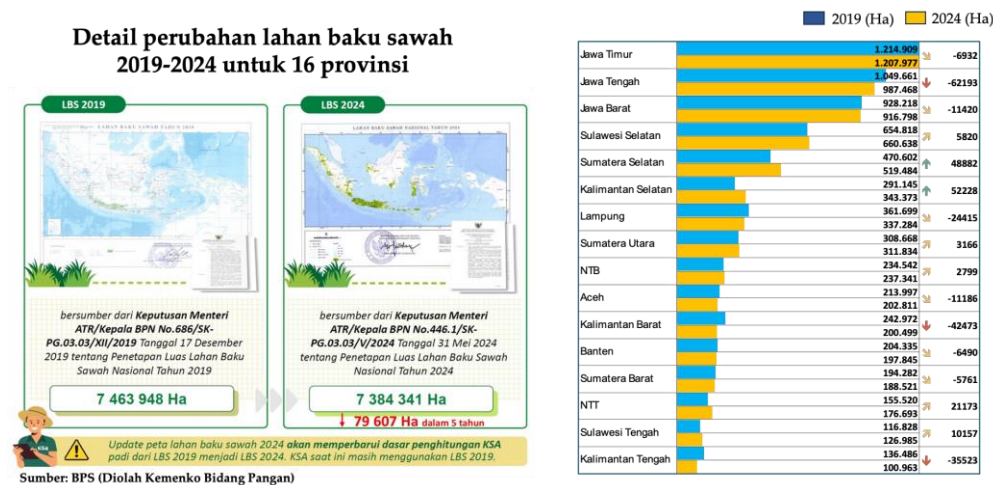 Detail perubahan lahan baku sawah
2019-2024 untuk 16 provinsi
LBS 2019
LAHAN BAKU SAWAH TAHUN 2019
bersumber dari Keputusan Menteri
ATR/Kepala BPN No.686/SK-
PG.03.03/XII/2019 Tanggal 17 Desember
2019 tentang Penetapan Luas Lahan Baku
Sawah Nasional Tahun 2019
7 463 948 Ha
LBS 2024
LAHAN BAKU SAWAH NASIONAL TAHUN 2024
bersumber dari Keputusan Menteri
ATR/Kepala BPN No.446.1/SK-
PG.03.03/V/2024 Tanggal 31 Mei 2024
tentang Penetapan Luas Lahan Baku Sawah
Nasional Tahun 2024
7 384 341 Ha
79 607 Ha dalam 5 tahun
KSA
Update peta lahan baku sawah 2024 akan memperbarui dasar penghitungan KSA
padi dari LBS 2019 menjadi LBS 2024. KSA saat ini masih menggunakan LBS 2019.
Sumber: BPS (Diolah Kemenko Bidang Pangan)
2019 (Ha) 2024 (Ha)
Jawa Timur 1.214.909 -6932
1.207.977
Jawa Tengah 1.049.661 -62193
987.468
Jawa Barat 928.218 -11420
916.798
Sulawesi Selatan 654.818 5820
660.638
Sumatera Selatan 470.602 48882
519.484
Kalimantan Selatan 291.145 52228
343.373
Lampung 361.699 -24415
337.284
Sumatera Utara 308.668 3166
311.834
NTB 234.542 2799
237.341
Aceh 213.997 -11186
202.811
Kalimantan Barat 242.972 -42473
200.499
Banten 204.335 -6490
197.845
Sumatera Barat 194.282 -5761
188.521
NTT 155.520 21173
176.693
Sulawesi Tengah 116.828 10157
126.985
Kalimantan Tengah 136.486 -35523
100.963